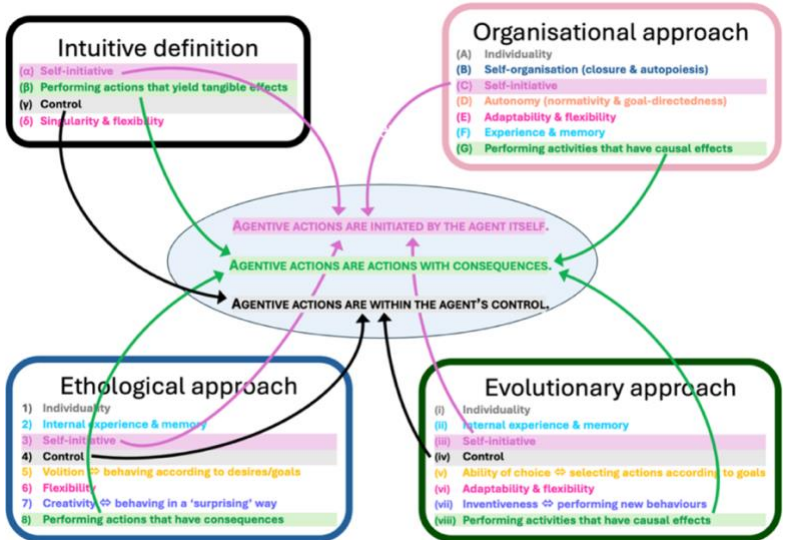 Intuitive definition
(α) Self-initiative
(β) Performing actions that yield tangible effects
(γ) Control
(δ) Singularity & flexibility
Organisational approach
(A) Individuality
(B) Self-organisation (closure & autopoiesis)
(C) Self-initiative
(D) Autonomy (normativity & goal-directedness)
(E) Adaptability & flexibility
(F) Experience & memory
(G) Performing activities that have causal effects
AGENTIVE ACTIONS ARE INITIATED BY THE AGENT ITSELF.
AGENTIVE ACTIONS ARE ACTIONS WITH CONSEQUENCES.
AGENTIVE ACTIONS ARE WITHIN THE AGENT'S CONTROL.
Ethological approach
1) Individuality
2) Internal experience & memory
3) Self-initiative
4) Control
5) Volition ⇔ behaving according to desires/goals
6) Flexibility
7) Creativity ⇔ behaving in a 'surprising' way
8) Performing actions that have consequences
Evolutionary approach
(i) Individuality
(ii) Internal experience & memory
(iii) Self-initiative
(iv) Control
(v) Ability of choice ⇔ selecting actions according to goals
(vi) Adaptability & flexibility
(vii) Inventiveness ⇔ performing new behaviours
(viii) Performing activities that have causal effects